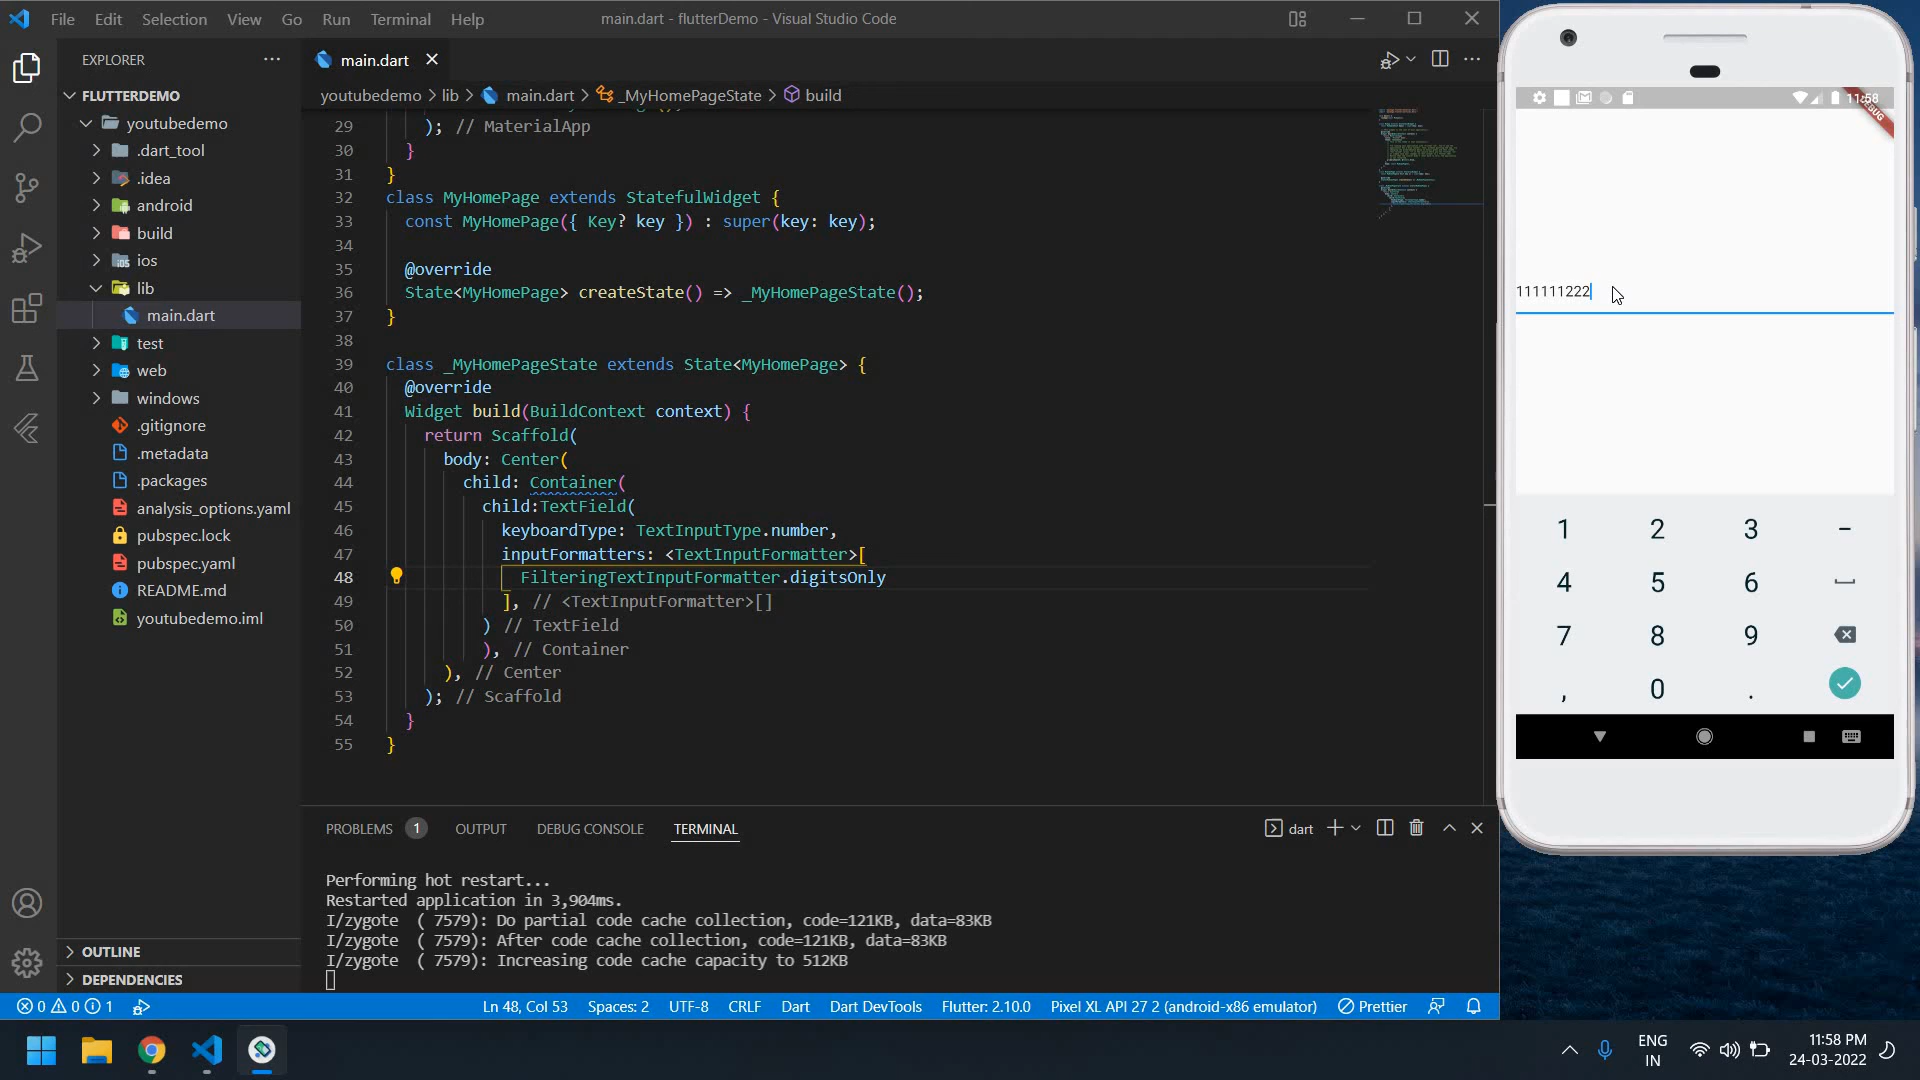 File Edit Selection View Go Run Terminal Help
main.dart - flutterDemo - Visual Studio Code
EXPLORER
FLUTTERDEMO
youtubedemo
.dart_tool
.idea
android
build
ios
lib
main.dart
test
web
windows
.gitignore
.metadata
.packages
analysis_options.yaml
pubspec.lock
pubspec.yaml
README.md
youtubedemo.iml
OUTLINE
DEPENDENCIES
main.dart
youtubedemo > lib > main.dart > _MyHomePageState > build
29 ); // MaterialApp
30 }
31 }
32 class MyHomePage extends StatefulWidget {
33 const MyHomePage({ Key? key }) : super(key: key);
34
35 @override
36 State<MyHomePage> createState() => _MyHomePageState();
37 }
38
39 class _MyHomePageState extends State<MyHomePage> {
40 @override
41 Widget build(BuildContext context) {
42 return Scaffold(
43 body: Center(
44 child: Container(
45 child:TextField(
46 keyboardType: TextInputType.number,
47 inputFormatters: <TextInputFormatter>[
48 FilteringTextInputFormatter.digitsOnly
49 ], // <TextInputFormatter>[]
50 ) // TextField
51 ), // Container
52 ), // Center
53 ); // Scaffold
54 }
55 }
PROBLEMS 1 OUTPUT DEBUG CONSOLE TERMINAL
dart
Performing hot restart...
Restarted application in 3,904ms.
I/zygote ( 7579): Do partial code cache collection, code=121KB, data=83KB
I/zygote ( 7579): After code cache collection, code=121KB, data=83KB
I/zygote ( 7579): Increasing code cache capacity to 512KB
0 0 1
Ln 48, Col 53 Spaces: 2 UTF-8 CRLF Dart Dart DevTools Flutter: 2.10.0 Pixel XL API 27 2 (android-x86 emulator) Prettier
11:58
111111222
1 2 3 -
4 5 6
7 8 9
, 0 .
ENG
IN
11:58 PM
24-03-2022